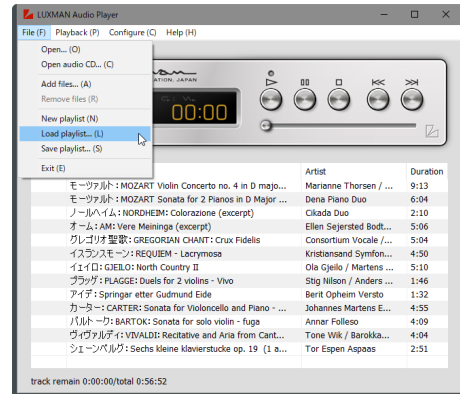 LUXMAN Audio Player
File (F) Playback (P) Configure (C) Help (H)
Open... (O)
Open audio CD... (C)
Add files... (A)
Remove files (R)
New playlist (N)
Load playlist... (L)
Save playlist... (S)
Exit (E)
ATION, JAPAN
00:00
Artist Duration
モーツァルト: MOZART Violin Concerto no. 4 in D majo... Marianne Thorsen / ... 9:13
モーツァルト: MOZART Sonata for 2 Pianos in D Major ... Dena Piano Duo 6:04
ノールハイム: NORDHEIM: Colorazione (excerpt) Cikada Duo 2:10
オーム: AM: Vere Meininga (excerpt) Ellen Sejersted Bodt... 5:06
グレゴリオ聖歌: GREGORIAN CHANT: Crux Fidelis Consortium Vocale /... 5:04
イスランスモーン: REQUIEM - Lacrymosa Kristiansand Symfon... 4:50
イェイロ: GJEILO: North Country II Ola Gjeilo / Martens ... 5:10
プラッゲ: PLAGGE: Duels for 2 violins - Vivo Stig Nilson / Anders ... 1:46
アイデ: Springar etter Gudmund Eide Berit Opheim Versto 1:32
カーター: CARTER: Sonata for Violoncello and Piano - ... Johannes Martens E... 4:55
バルトーク: BARTOK: Sonata for solo violin - fuga Annar Folleso 4:09
ヴィヴァルディ: VIVALDI: Recitative and Aria from Cant... Tone Wik / Barokka... 4:04
シェーンベルグ: Sechs kleine klavierstucke op. 19 (1 a... Tor Espen Aspaas 2:51
track remain 0:00:00/total 0:56:52